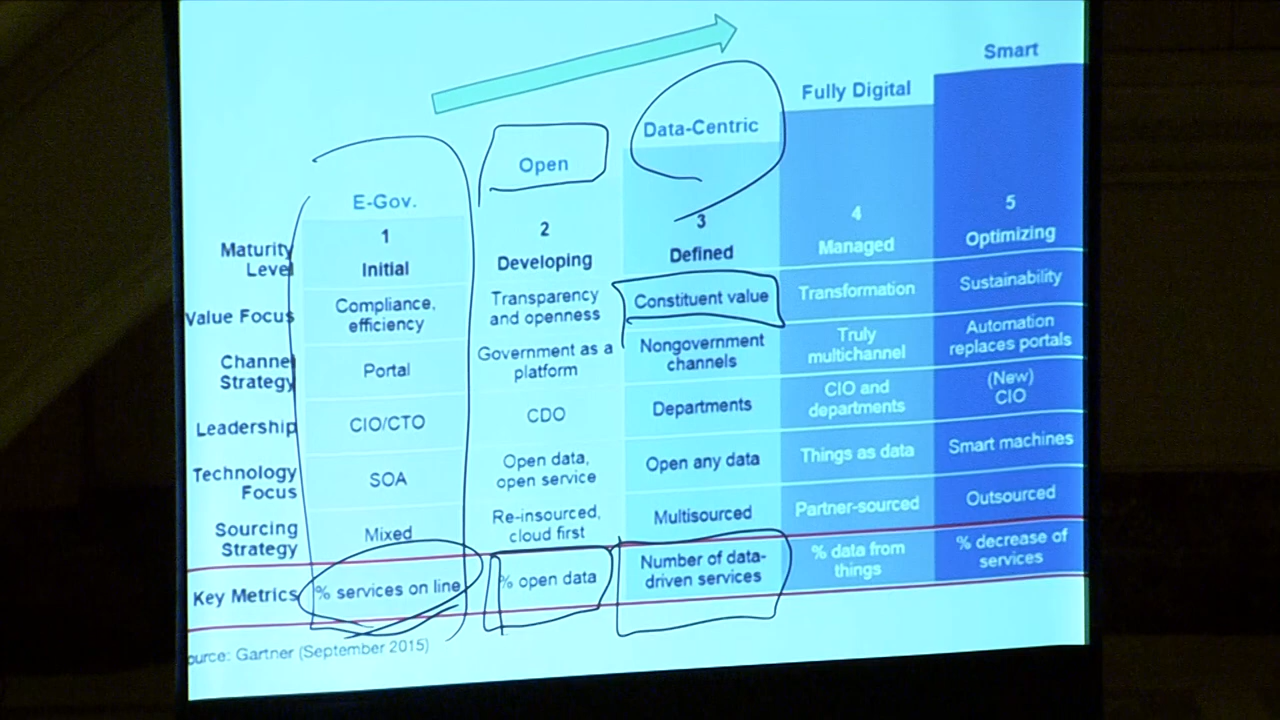 Smart
Fully Digital
Data-Centric
Open
E-Gov.
Maturity Level
1 Initial
2 Developing
3 Defined
4 Managed
5 Optimizing
Value Focus
Compliance, efficiency
Transparency and openness
Constituent value
Transformation
Sustainability
Channel Strategy
Portal
Government as a platform
Nongovernment channels
Truly multichannel
Automation replaces portals
Leadership
CIO/CTO
CDO
Departments
CIO and departments
(New) CIO
Technology Focus
SOA
Open data, open service
Open any data
Things as data
Smart machines
Sourcing Strategy
Mixed
Re-insourced, cloud first
Multisourced
Partner-sourced
Outsourced
Key Metrics
% services on line
% open data
Number of data-driven services
% data from things
% decrease of services
ource: Gartner (September 2015)